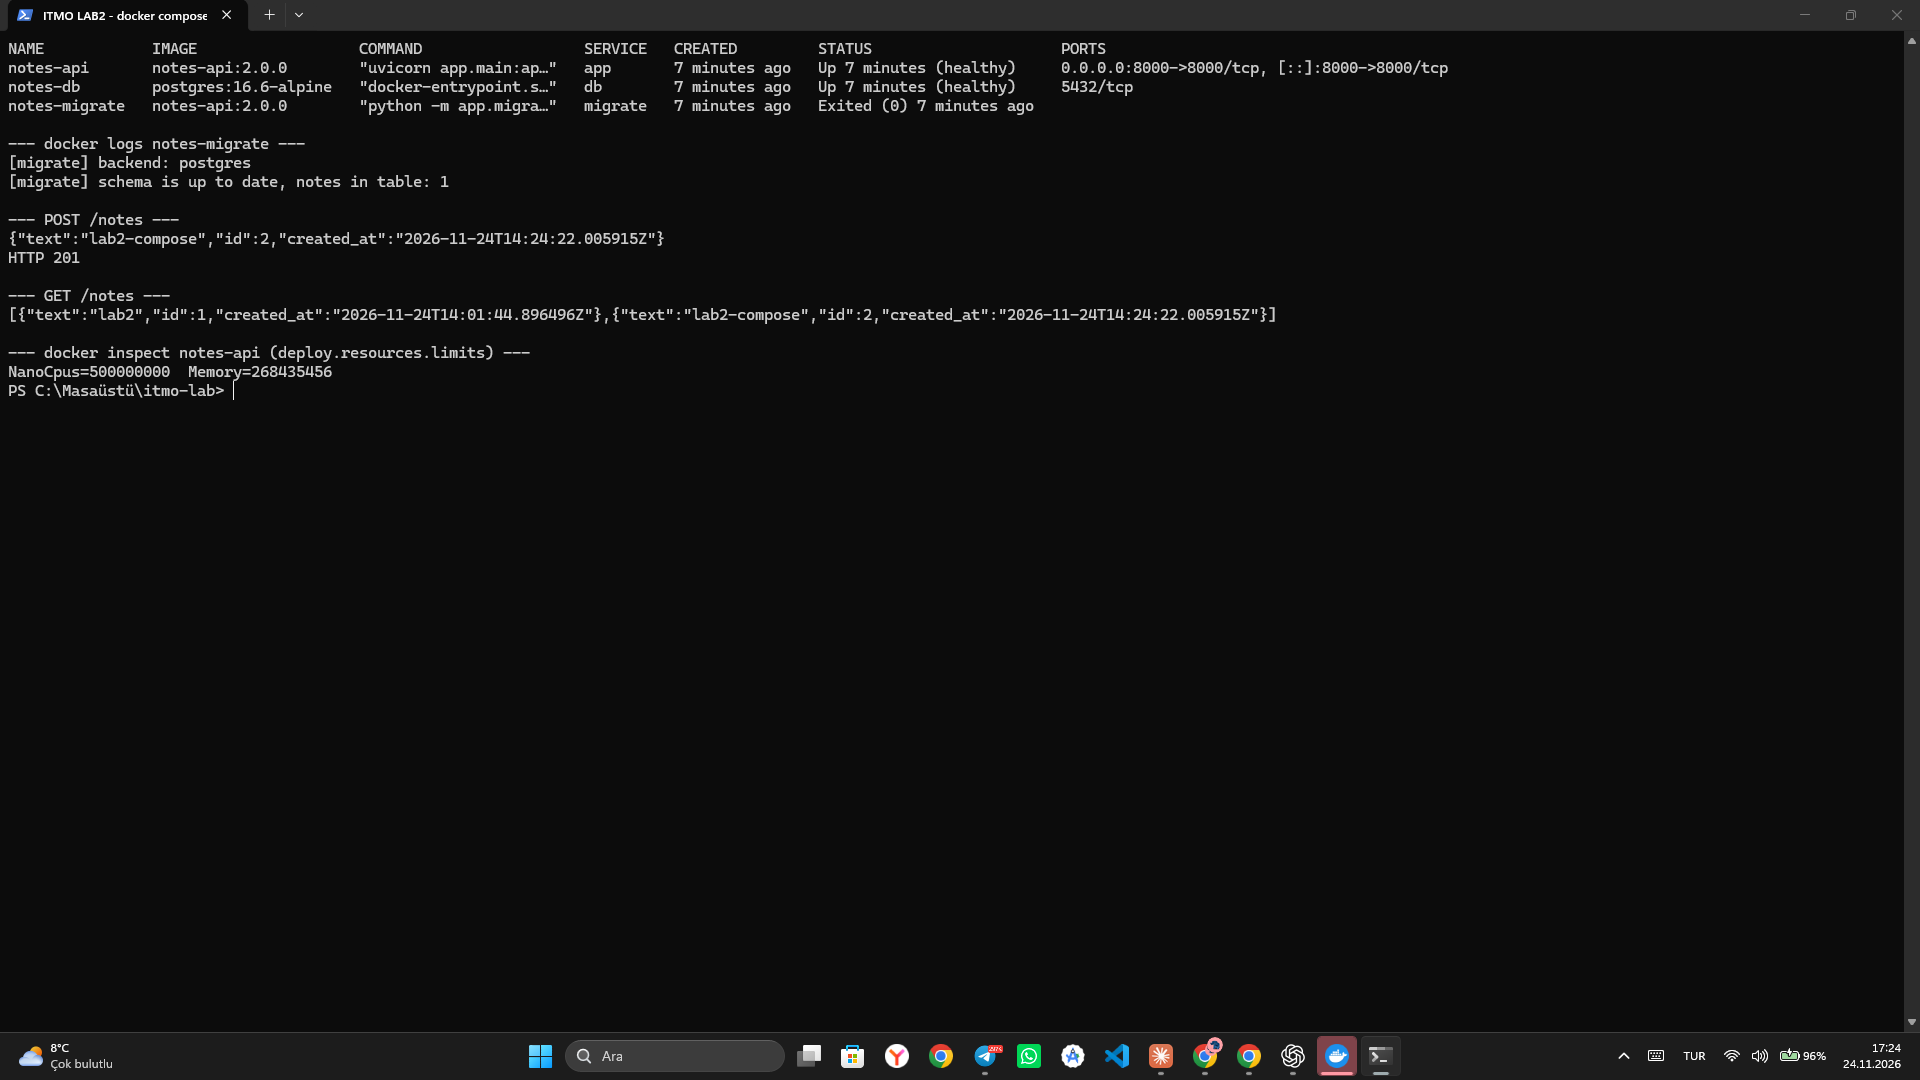 ITMO LAB2 - docker compose
NAME IMAGE COMMAND SERVICE CREATED STATUS PORTS
notes-api notes-api:2.0.0 "uvicorn app.main:ap…" app 7 minutes ago Up 7 minutes (healthy) 0.0.0.0:8000->8000/tcp, [::]:8000->8000/tcp
notes-db postgres:16.6-alpine "docker-entrypoint.s…" db 7 minutes ago Up 7 minutes (healthy) 5432/tcp
notes-migrate notes-api:2.0.0 "python -m app.migra…" migrate 7 minutes ago Exited (0) 7 minutes ago
--- docker logs notes-migrate ---
[migrate] backend: postgres
[migrate] schema is up to date, notes in table: 1
--- POST /notes ---
{"text":"lab2-compose","id":2,"created_at":"2026-11-24T14:24:22.005915Z"}
HTTP 201
--- GET /notes ---
[{"text":"lab2","id":1,"created_at":"2026-11-24T14:01:44.896496Z"},{"text":"lab2-compose","id":2,"created_at":"2026-11-24T14:24:22.005915Z"}]
--- docker inspect notes-api (deploy.resources.limits) ---
NanoCpus=500000000 Memory=268435456
PS C:\Masaüstü\itmo-lab>
8°C
Çok bulutlu
Ara
TUR
96%
17:24
24.11.2026